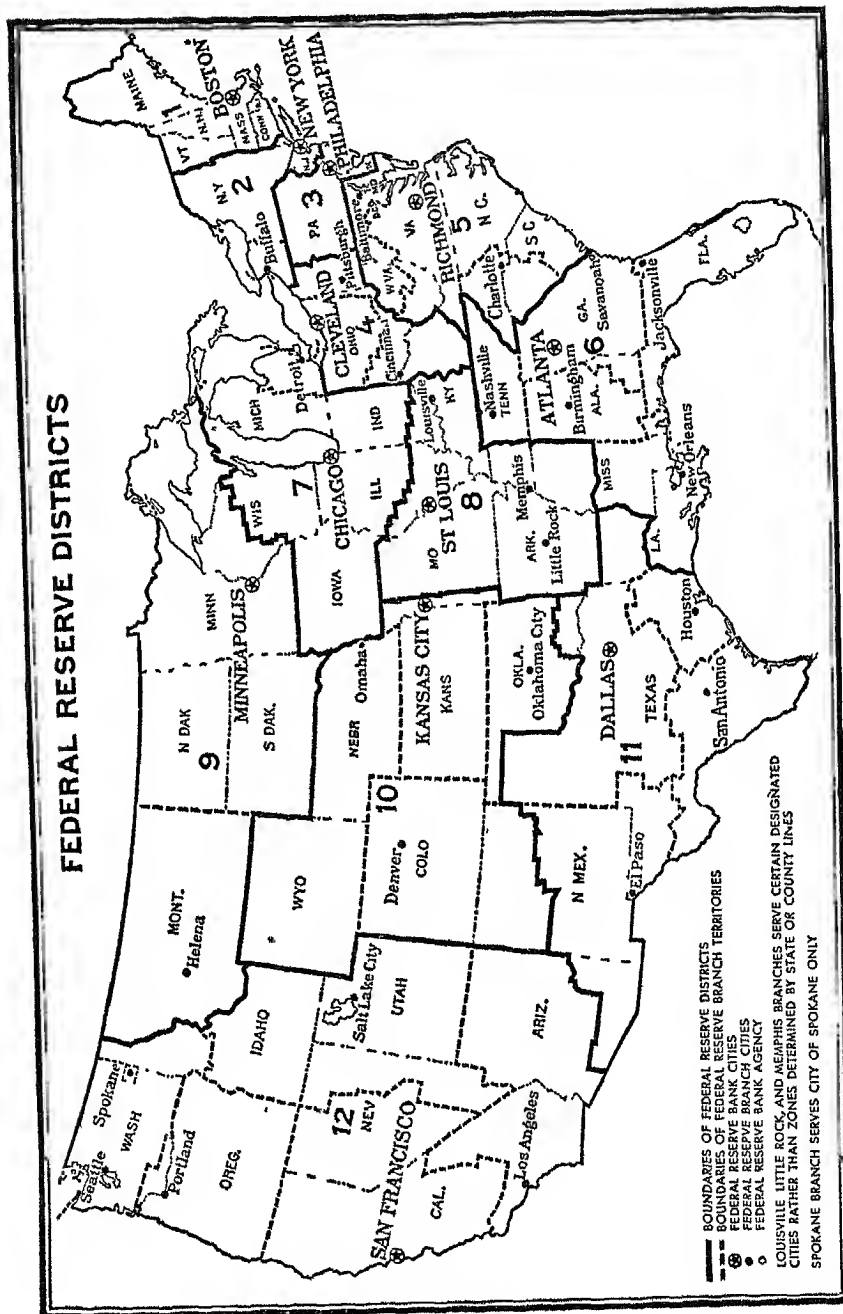 FEDERAL RESERVE DISTRICTS
Seattle
Spokane
WASH
Portland
OREG.
IDAHO
MONT.
Helena
12
NEV
SAN FRANCISCO
CAL.
Los Angeles
Salt Lake City
UTAH
ARIZ.
WYO
10
Denver
COLO
N MEX.
El Paso
N DAK
9
S DAK.
MINN
MINNEAPOLIS
NEBR
Omaha
KANSAS CITY
KANS
OKLA.
Oklahoma City
DALLAS
TEXAS
11
San Antonio
Houston
WIS
MICH
Detroit
7
CHICAGO
IOWA
ILL
IND
MO
ST LOUIS
8
Louisville
KY
ARK.
Little Rock
Memphis
LA.
MISS
New Orleans
CLEVELAND
OHIO
4
Pittsburgh
Nashville
TENN
ATLANTA
Birmingham
ALA.
GA.
6
Savanoah
Jacksonville
FLA.
RICHMOND
VA
W VA
5
N C.
Charlotte
S C
Baltimore
MD
PA
3
PHILADELPHIA
N.J
NEW YORK
N.Y
2
Buffalo
MAINE
1
VT
N.H.
BOSTON
MASS
CONN
BOUNDARIES OF FEDERAL RESERVE DISTRICTS
BOUNDARIES OF FEDERAL RESERVE BRANCH TERRITORIES
FEDERAL RESERVE BANK CITIES
FEDERAL RESERVE BRANCH CITIES
FEDERAL RESERVE BANK AGENCY
LOUISVILLE LITTLE ROCK, AND MEMPHIS BRANCHES SERVE CERTAIN DESIGNATED
CITIES RATHER THAN ZONES DETERMINED BY STATE OR COUNTY LINES
SPOKANE BRANCH SERVES CITY OF SPOKANE ONLY